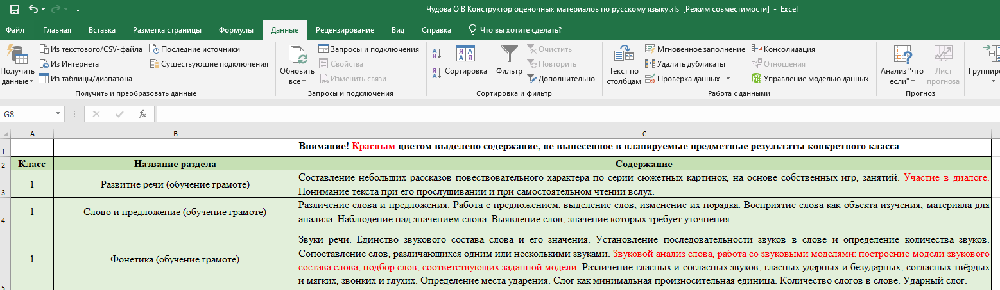 Чудова О В Конструктор оценочных материалов по русскому языку.xls [Режим совместимости] - Excel
Файл Главная Вставка Разметка страницы Формулы Данные Рецензирование Вид Справка Что вы хотите сделать?
Получить данные
Из текстового/CSV-файла
Из Интернета
Из таблицы/диапазона
Последние источники
Существующие подключения
Получить и преобразовать данные
Обновить все
Запросы и подключения
Свойства
Изменить связи
Запросы и подключения
Сортировка
Фильтр
Очистить
Повторить
Дополнительно
Сортировка и фильтр
Текст по столбцам
Мгновенное заполнение
Удалить дубликаты
Проверка данных
Консолидация
Отношения
Управление моделью данных
Работа с данными
Анализ "что если"
Лист прогноза
Прогноз
Группиро
G8 fx
A B C
1 Внимание! Красным цветом выделено содержание, не вынесенное в планируемые предметные результаты конкретного класса
2 Класс Название раздела Содержание
3 1 Развитие речи (обучение грамоте) Составление небольших рассказов повествовательного характера по серии сюжетных картинок, на основе собственных игр, занятий. Участие в диалоге.
Понимание текста при его прослушивании и при самостоятельном чтении вслух.
4 1 Слово и предложение (обучение грамоте) Различение слова и предложения. Работа с предложением: выделение слов, изменение их порядка. Восприятие слова как объекта изучения, материала для
анализа. Наблюдение над значением слова. Выявление слов, значение которых требует уточнения.
5 1 Фонетика (обучение грамоте) Звуки речи. Единство звукового состава слова и его значения. Установление последовательности звуков в слове и определение количества звуков.
Сопоставление слов, различающихся одним или несколькими звуками. Звуковой анализ слова, работа со звуковыми моделями: построение модели звукового
состава слова, подбор слов, соответствующих заданной модели. Различение гласных и согласных звуков, гласных ударных и безударных, согласных твёрдых
и мягких, звонких и глухих. Определение места ударения. Слог как минимальная произносительная единица. Количество слогов в слове. Ударный слог.